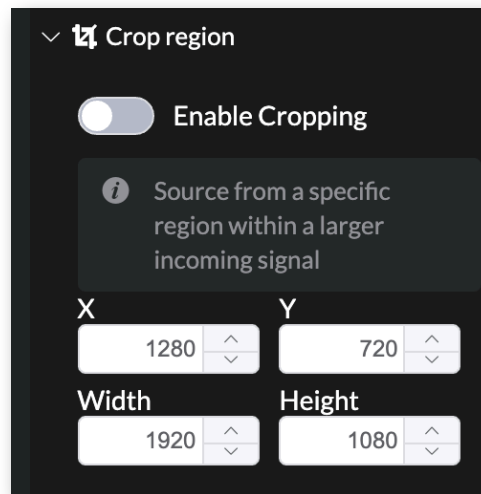 Crop region
Enable Cropping
Source from a specific
region within a larger
incoming signal
X Y
1280 720
Width Height
1920 1080